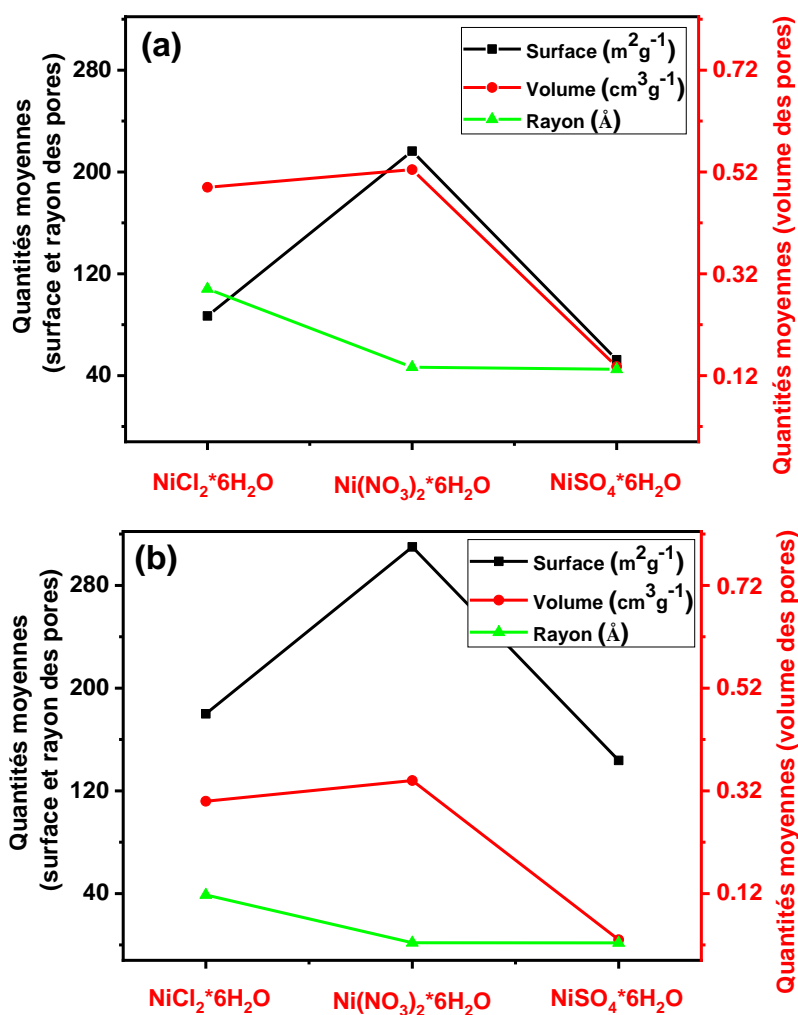 (a)
Surface (m²g⁻¹)
Volume (cm³g⁻¹)
Rayon (Å)
280
200
120
40
0.72
0.52
0.32
0.12
Quantités moyennes
(surface et rayon des pores)
Quantités moyennes (volume des pores)
NiCl₂*6H₂O
Ni(NO₃)₂*6H₂O
NiSO₄*6H₂O
(b)
Surface (m²g⁻¹)
Volume (cm³g⁻¹)
Rayon (Å)
280
200
120
40
0.72
0.52
0.32
0.12
Quantités moyennes
(surface et rayon des pores)
Quantités moyennes (volume des pores)
NiCl₂*6H₂O
Ni(NO₃)₂*6H₂O
NiSO₄*6H₂O